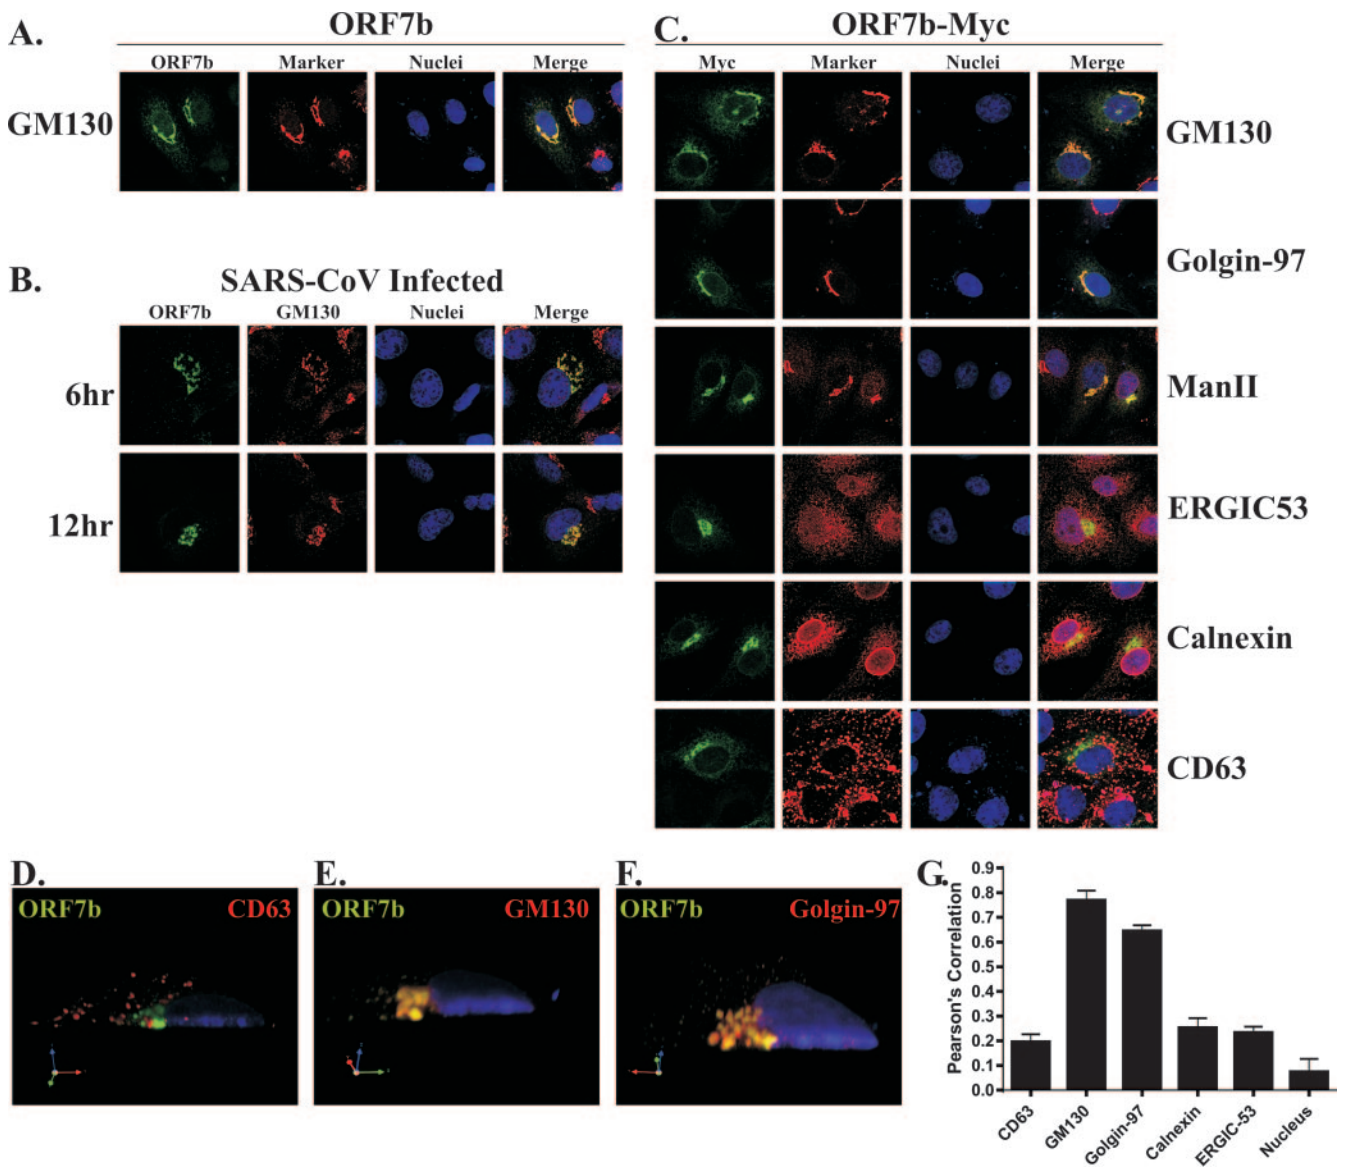 A.
ORF7b
ORF7b Marker Nuclei Merge
GM130
B.
SARS-CoV Infected
ORF7b GM130 Nuclei Merge
6hr
12hr
C.
ORF7b-Myc
Myc Marker Nuclei Merge
GM130
Golgin-97
ManII
ERGIC53
Calnexin
CD63
D.
ORF7b CD63
E.
ORF7b GM130
F.
ORF7b Golgin-97
G.
Pearson's Correlation
0.9
0.8
0.7
0.6
0.5
0.4
0.3
0.2
0.1
0.0
CD63 GM130 Golgin-97 Calnexin ERGIC-53 Nucleus